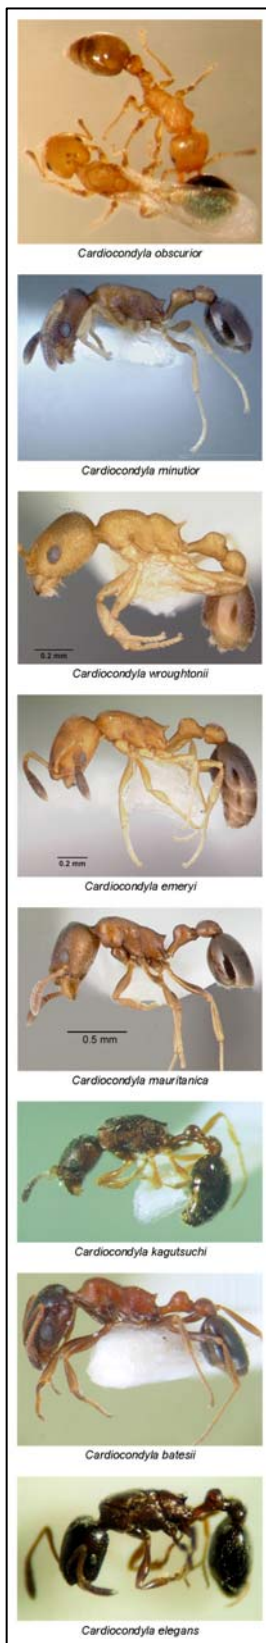 Cardiocondyla obscurior
Cardiocondyla minutior
0.2 mm
Cardiocondyla wroughtonii
0.2 mm
Cardiocondyla emeryi
0.5 mm
Cardiocondyla mauritanica
Cardiocondyla kagutsuchi
Cardiocondyla batesii
Cardiocondyla elegans